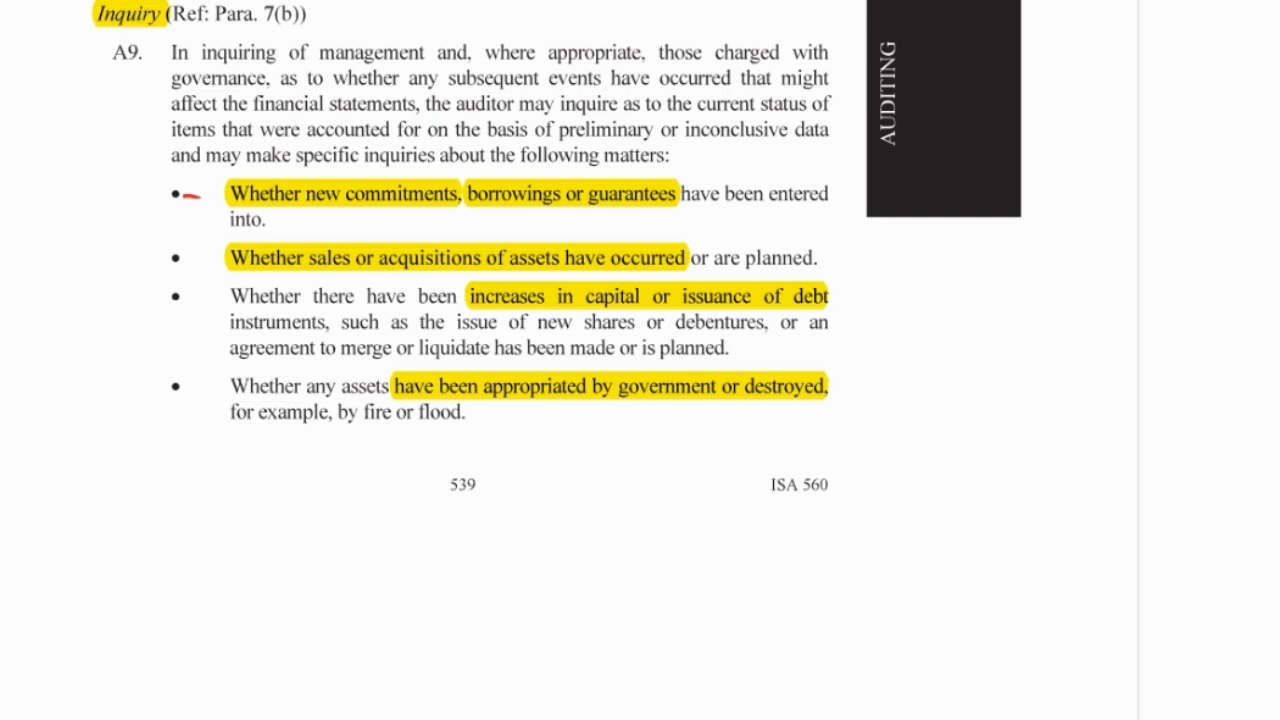 Inquiry (Ref: Para. 7(b))
A9. In inquiring of management and, where appropriate, those charged with
governance, as to whether any subsequent events have occurred that might
affect the financial statements, the auditor may inquire as to the current status of
items that were accounted for on the basis of preliminary or inconclusive data
and may make specific inquiries about the following matters:
• Whether new commitments, borrowings or guarantees have been entered
into.
• Whether sales or acquisitions of assets have occurred or are planned.
• Whether there have been increases in capital or issuance of debt
instruments, such as the issue of new shares or debentures, or an
agreement to merge or liquidate has been made or is planned.
• Whether any assets have been appropriated by government or destroyed,
for example, by fire or flood.
539 ISA 560
AUDITING